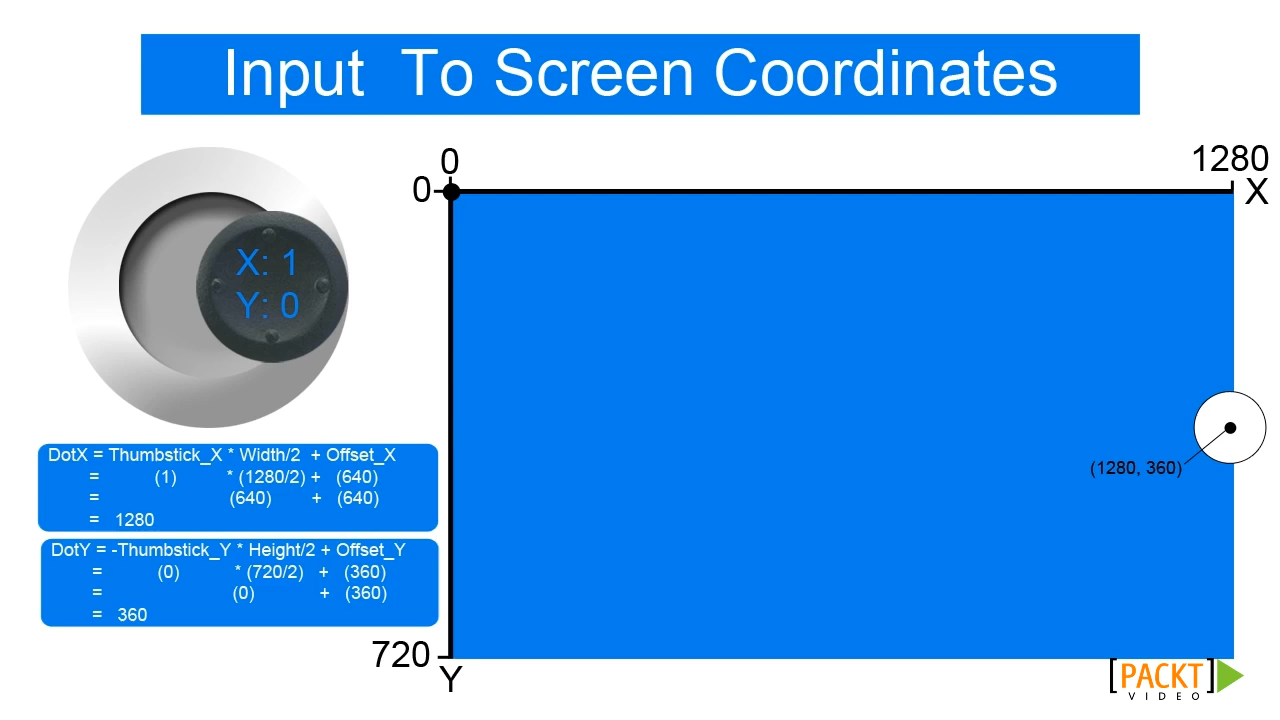 Input To Screen Coordinates
0
1280
0
X
X: 1
Y: 0
DotX = Thumbstick_X * Width/2 + Offset_X
= (1) * (1280/2) + (640)
= (640) + (640)
= 1280
(1280, 360)
DotY = -Thumbstick_Y * Height/2 + Offset_Y
= (0) * (720/2) + (360)
= (0) + (360)
= 360
720
Y
[PACKT]
VIDEO